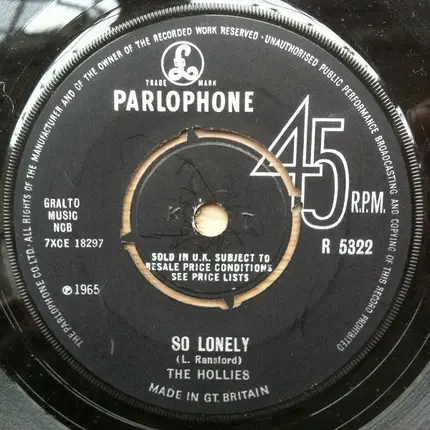 ALL RIGHTS OF THE MANUFACTURER AND OF THE OWNER OF THE RECORDED WORK RESERVED · UNAUTHORISED PUBLIC PERFORMANCE BROADCASTING AND COPYING OF THIS RECORD PROHIBITED
THE PARLOPHONE CO. LTD.
£
TRADE MARK
PARLOPHONE
45
R.P.M.
GRALTO
MUSIC
NCB
7XCE 18297
R 5322
K T
SOLD IN U.K. SUBJECT TO
RESALE PRICE CONDITIONS
SEE PRICE LISTS
℗1965
SO LONELY
(L. Ransford)
THE HOLLIES
MADE IN GT. BRITAIN